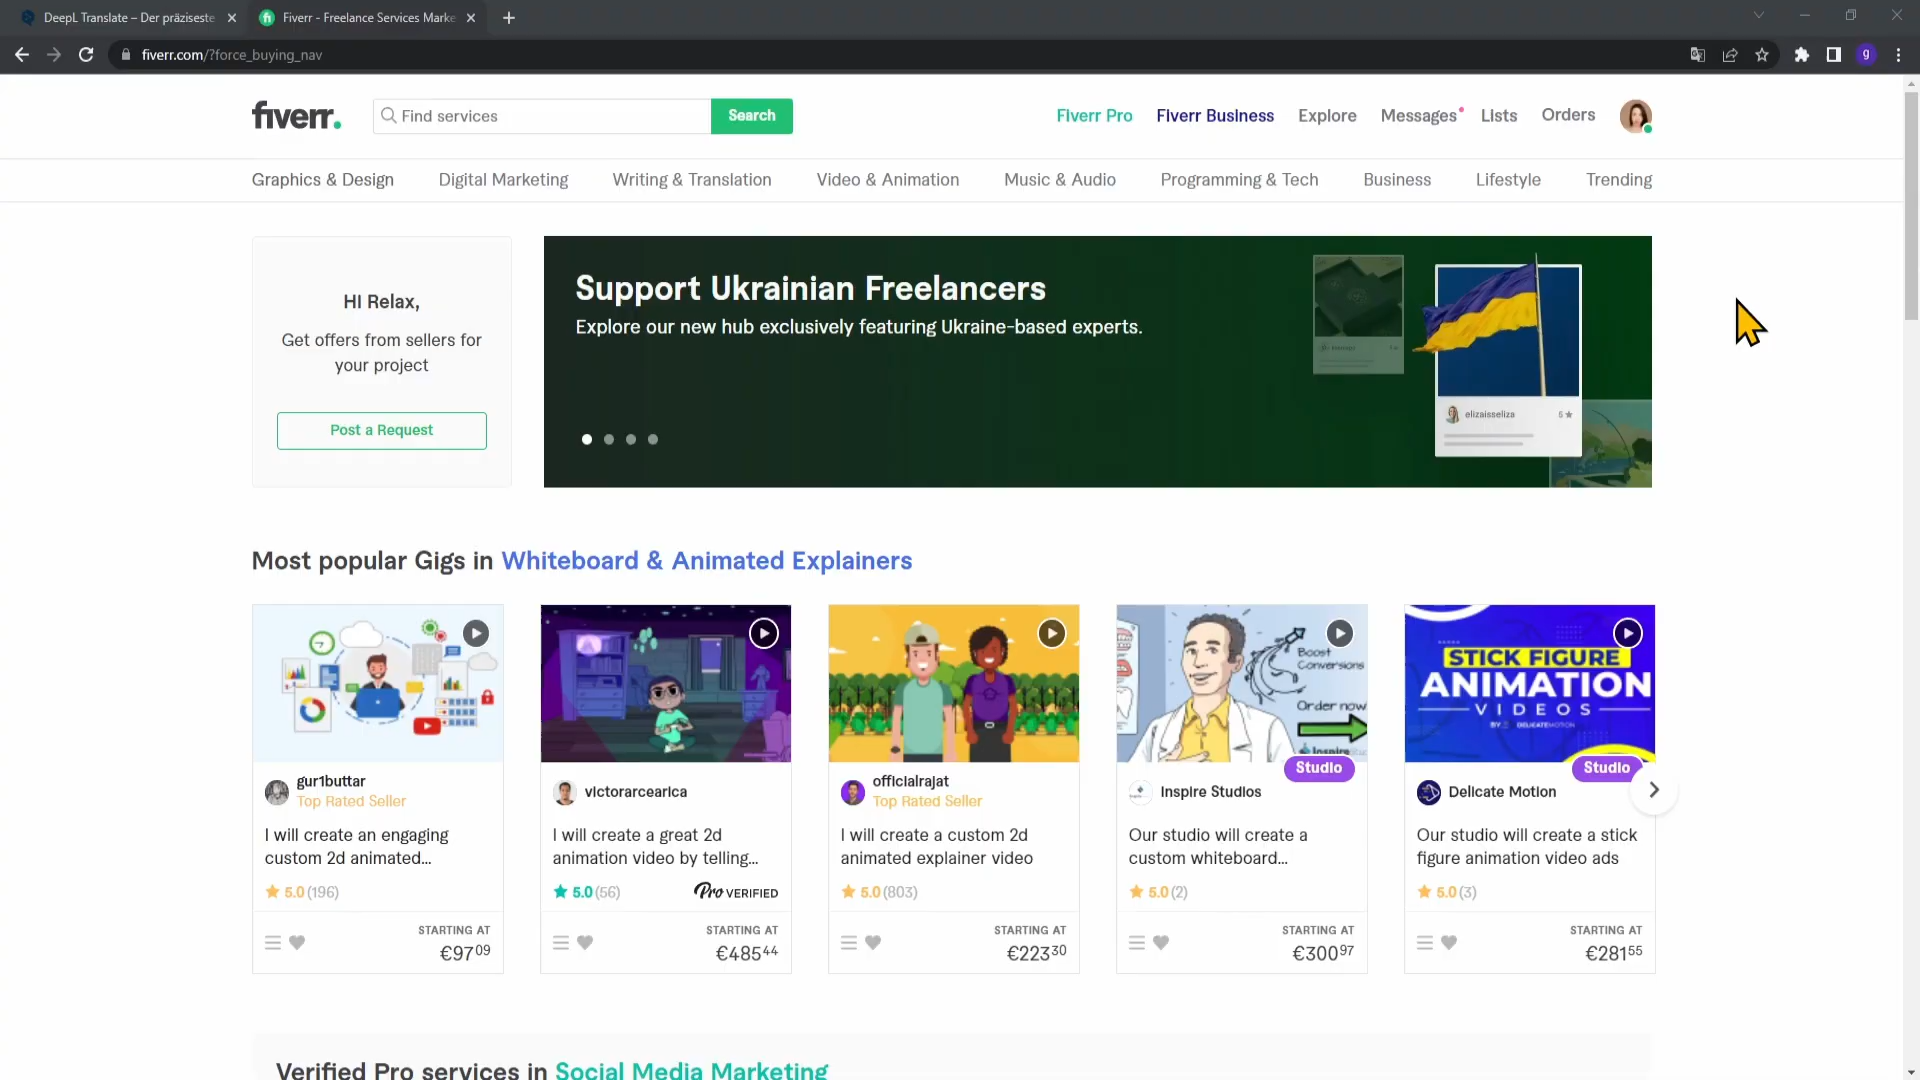 DeepL Translate – Der präziseste
Fiverr - Freelance Services Marke
g
fiverr.com/?force_buying_nav
fiverr.
Find services
Search
Fiverr Pro
Fiverr Business
Explore
Messages
Lists
Orders
Graphics & Design
Digital Marketing
Writing & Translation
Video & Animation
Music & Audio
Programming & Tech
Business
Lifestyle
Trending
Hi Relax,
Get offers from sellers for
your project
Post a Request
Support Ukrainian Freelancers
Explore our new hub exclusively featuring Ukraine-based experts.
elizaisseliza
5 ★
Most popular Gigs in Whiteboard & Animated Explainers
gur1buttar
Top Rated Seller
I will create an engaging
custom 2d animated...
5.0 (196)
STARTING AT
€97 09
victorarcearica
I will create a great 2d
animation video by telling...
5.0 (56)
Pro VERIFIED
STARTING AT
€485 44
officialrajat
Top Rated Seller
I will create a custom 2d
animated explainer video
5.0 (803)
STARTING AT
€223 30
Boost
Conversions
Order now
Studio
Inspire Studios
Our studio will create a
custom whiteboard...
5.0 (2)
STARTING AT
€300 97
STICK FIGURE
ANIMATION
VIDEOS
BY DELICATEMOTION
Studio
Delicate Motion
Our studio will create a stick
figure animation video ads
5.0 (3)
STARTING AT
€281 55
Verified Pro services in Social Media Marketing